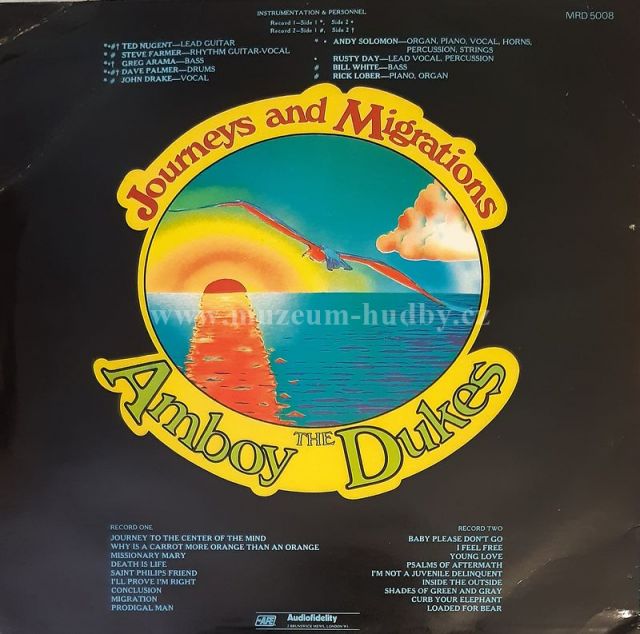 INSTRUMENTATION & PERSONNEL
Record 1—Side 1 *, Side 2 •
Record 2—Side 1 #, Side 2 †
MRD 5008
*•#† TED NUGENT—LEAD GUITAR
*• # STEVE FARMER—RHYTHM GUITAR-VOCAL
*•† GREG ARAMA—BASS
*•#† DAVE PALMER—DRUMS
*• # JOHN DRAKE—VOCAL
* • ANDY SOLOMON—ORGAN, PIANO, VOCAL, HORNS,
PERCUSSION, STRINGS
• RUSTY DAY—LEAD VOCAL, PERCUSSION
# BILL WHITE—BASS
# RICK LOBER—PIANO, ORGAN
Journeys and Migrations
www.muzeum-hudby.cz
Amboy THE Dukes
RECORD ONE
JOURNEY TO THE CENTER OF THE MIND
WHY IS A CARROT MORE ORANGE THAN AN ORANGE
MISSIONARY MARY
DEATH IS LIFE
SAINT PHILIPS FRIEND
I'LL PROVE I'M RIGHT
CONCLUSION
MIGRATION
PRODIGAL MAN
RECORD TWO
BABY PLEASE DON'T GO
I FEEL FREE
YOUNG LOVE
PSALMS OF AFTERMATH
I'M NOT A JUVENILE DELINQUENT
INSIDE THE OUTSIDE
SHADES OF GREEN AND GRAY
CURB YOUR ELEPHANT
LOADED FOR BEAR
Audiofidelity
2 BRUNSWICK MEWS, LONDON W1.